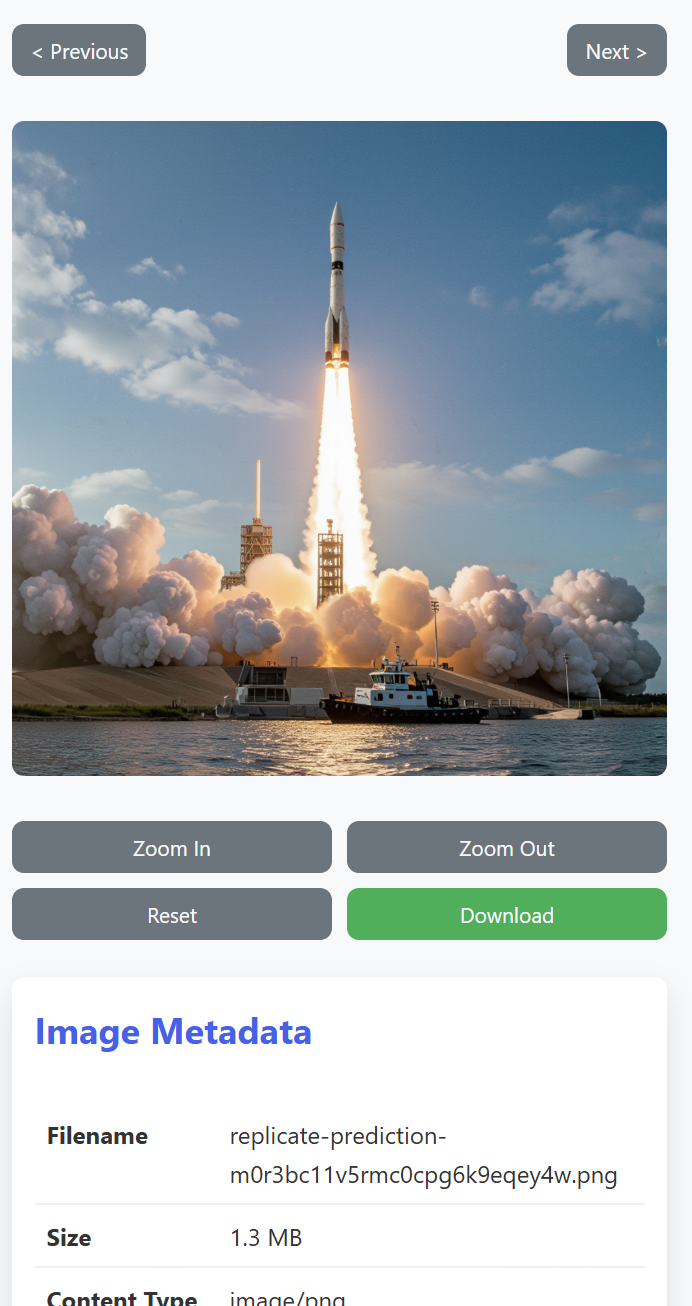 < Previous
Next >
Zoom In
Zoom Out
Reset
Download
Image Metadata
Filename
replicate-prediction-
m0r3bc11v5rmc0cpg6k9eqey4w.png
Size
1.3 MB
Content Type
image/png